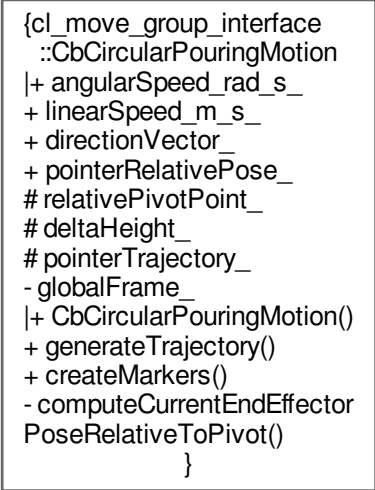 {cl_move_group_interface
::CbCircularPouringMotion
|+ angularSpeed_rad_s_
+ linearSpeed_m_s_
+ directionVector_
+ pointerRelativePose_
# relativePivotPoint_
# deltaHeight_
# pointerTrajectory_
- globalFrame_
|+ CbCircularPouringMotion()
+ generateTrajectory()
+ createMarkers()
- computeCurrentEndEffector
PoseRelativeToPivot()
}